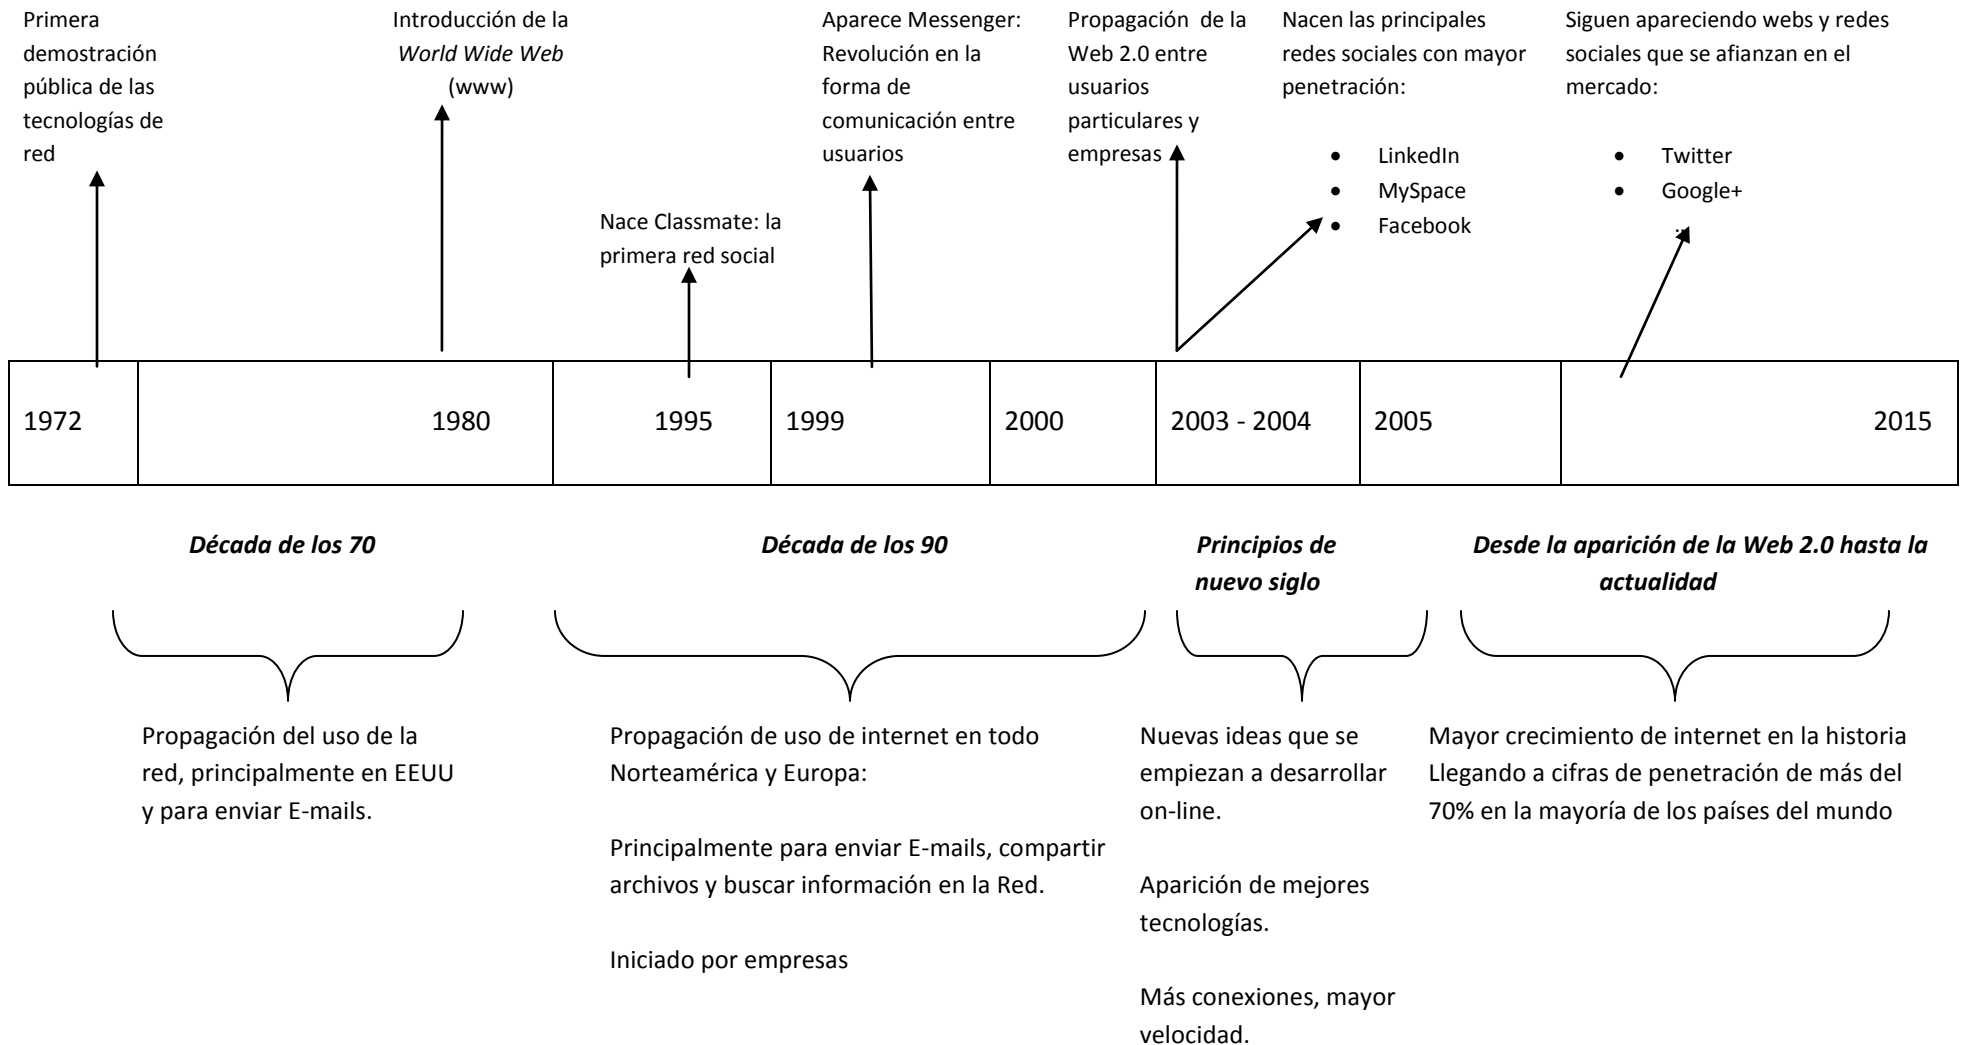 Primera
demostración
pública de las
tecnologías de
red
Introducción de la
World Wide Web
(www)
Nace Classmate: la
primera red social
Aparece Messenger:
Revolución en la
forma de
comunicación entre
usuarios
Propagación de la
Web 2.0 entre
usuarios
particulares y
empresas
Nacen las principales
redes sociales con mayor
penetración:
• LinkedIn
• MySpace
• Facebook
Siguen apareciendo webs y redes
sociales que se afianzan en el
mercado:
• Twitter
• Google+
...
1972
1980
1995
1999
2000
2003 - 2004
2005
2015
Década de los 70
Propagación del uso de la
red, principalmente en EEUU
y para enviar E-mails.
Década de los 90
Propagación de uso de internet en todo
Norteamérica y Europa:
Principalmente para enviar E-mails, compartir
archivos y buscar información en la Red.
Iniciado por empresas
Principios de
nuevo siglo
Nuevas ideas que se
empiezan a desarrollar
on-line.
Aparición de mejores
tecnologías.
Más conexiones, mayor
velocidad.
Desde la aparición de la Web 2.0 hasta la
actualidad
Mayor crecimiento de internet en la historia
Llegando a cifras de penetración de más del
70% en la mayoría de los países del mundo